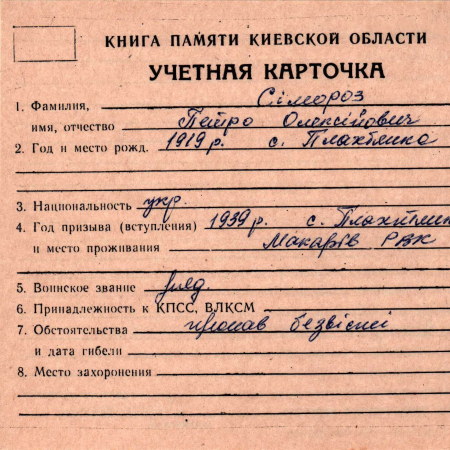 КНИГА ПАМЯТИ КИЕВСКОЙ ОБЛАСТИ
УЧЕТНАЯ КАРТОЧКА
1. Фамилия, Сімороз
имя, отчество Петро Олексійович
2. Год и место рожд. 1919 р. с. Плахтянка
3. Национальность укр.
4. Год призыва (вступления) 1939 р. с. Плахтянк
и место проживания Макарів РВК
5. Воинское звание ряд.
6. Принадлежность к КПСС, ВЛКСМ
7. Обстоятельства пропав безвісті
и дата гибели
8. Место захоронения